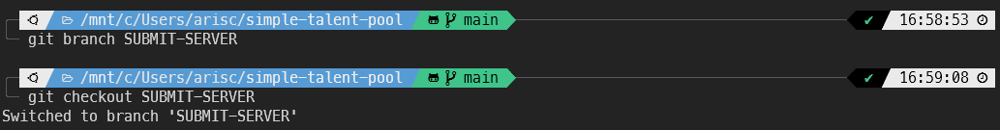 /mnt/c/Users/arisc/simple-talent-pool main ✔ 16:58:53
git branch SUBMIT-SERVER
/mnt/c/Users/arisc/simple-talent-pool main ✔ 16:59:08
git checkout SUBMIT-SERVER
Switched to branch 'SUBMIT-SERVER'